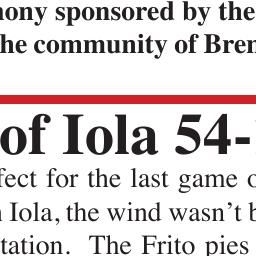 mony sponsored by the
he community of Bren
of Iola 54-
fect for the last game o
Iola, the wind wasn't b
tation. The Frito pies